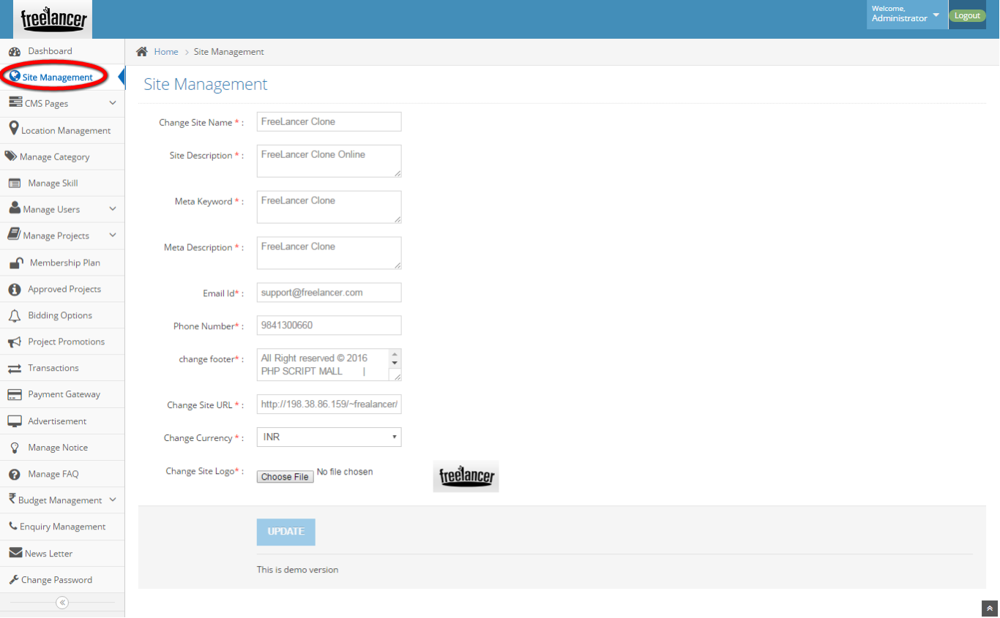 freelancer
Welcome,
Administrator
Logout
Dashboard
Site Management
CMS Pages
Location Management
Manage Category
Manage Skill
Manage Users
Manage Projects
Membership Plan
Approved Projects
Bidding Options
Project Promotions
Transactions
Payment Gateway
Advertisement
Manage Notice
Manage FAQ
Budget Management
Enquiry Management
News Letter
Change Password
Home > Site Management
Site Management
Change Site Name * : FreeLancer Clone
Site Description * : FreeLancer Clone Online
Meta Keyword * : FreeLancer Clone
Meta Description * : FreeLancer Clone
Email Id* : support@freelancer.com
Phone Number* : 9841300660
change footer* : All Right reserved © 2016
PHP SCRIPT MALL |
Change Site URL * : http://198.38.86.159/~frealancer/
Change Currency * : INR
Change Site Logo* : Choose File No file chosen freelancer
UPDATE
This is demo version